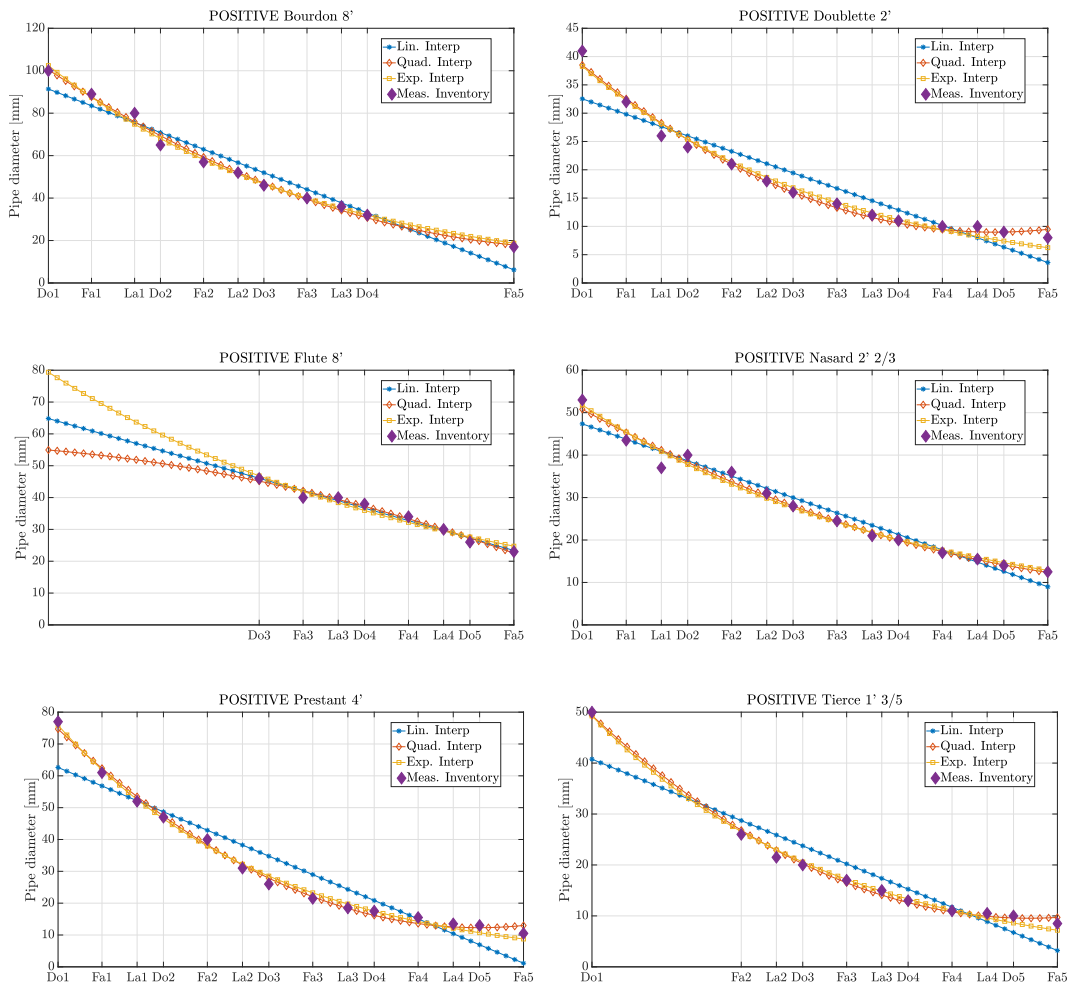 POSITIVE Bourdon 8'
Pipe diameter [mm]
120
100
80
60
40
20
0
Lin. Interp
Quad. Interp
Exp. Interp
Meas. Inventory
Do1 Fa1 La1 Do2 Fa2 La2 Do3 Fa3 La3 Do4 Fa5
POSITIVE Doublette 2'
Pipe diameter [mm]
45
40
35
30
25
20
15
10
5
0
Lin. Interp
Quad. Interp
Exp. Interp
Meas. Inventory
Do1 Fa1 La1 Do2 Fa2 La2 Do3 Fa3 La3 Do4 Fa4 La4 Do5 Fa5
POSITIVE Flute 8'
Pipe diameter [mm]
80
70
60
50
40
30
20
10
0
Lin. Interp
Quad. Interp
Exp. Interp
Meas. Inventory
Do3 Fa3 La3 Do4 Fa4 La4 Do5 Fa5
POSITIVE Nasard 2' 2/3
Pipe diameter [mm]
60
50
40
30
20
10
0
Lin. Interp
Quad. Interp
Exp. Interp
Meas. Inventory
Do1 Fa1 La1 Do2 Fa2 La2 Do3 Fa3 La3 Do4 Fa4 La4 Do5 Fa5
POSITIVE Prestant 4'
Pipe diameter [mm]
80
70
60
50
40
30
20
10
0
Lin. Interp
Quad. Interp
Exp. Interp
Meas. Inventory
Do1 Fa1 La1 Do2 Fa2 La2 Do3 Fa3 La3 Do4 Fa4 La4 Do5 Fa5
POSITIVE Tierce 1' 3/5
Pipe diameter [mm]
50
40
30
20
10
0
Lin. Interp
Quad. Interp
Exp. Interp
Meas. Inventory
Do1 Fa2 La2 Do3 Fa3 La3 Do4 Fa4 La4 Do5 Fa5